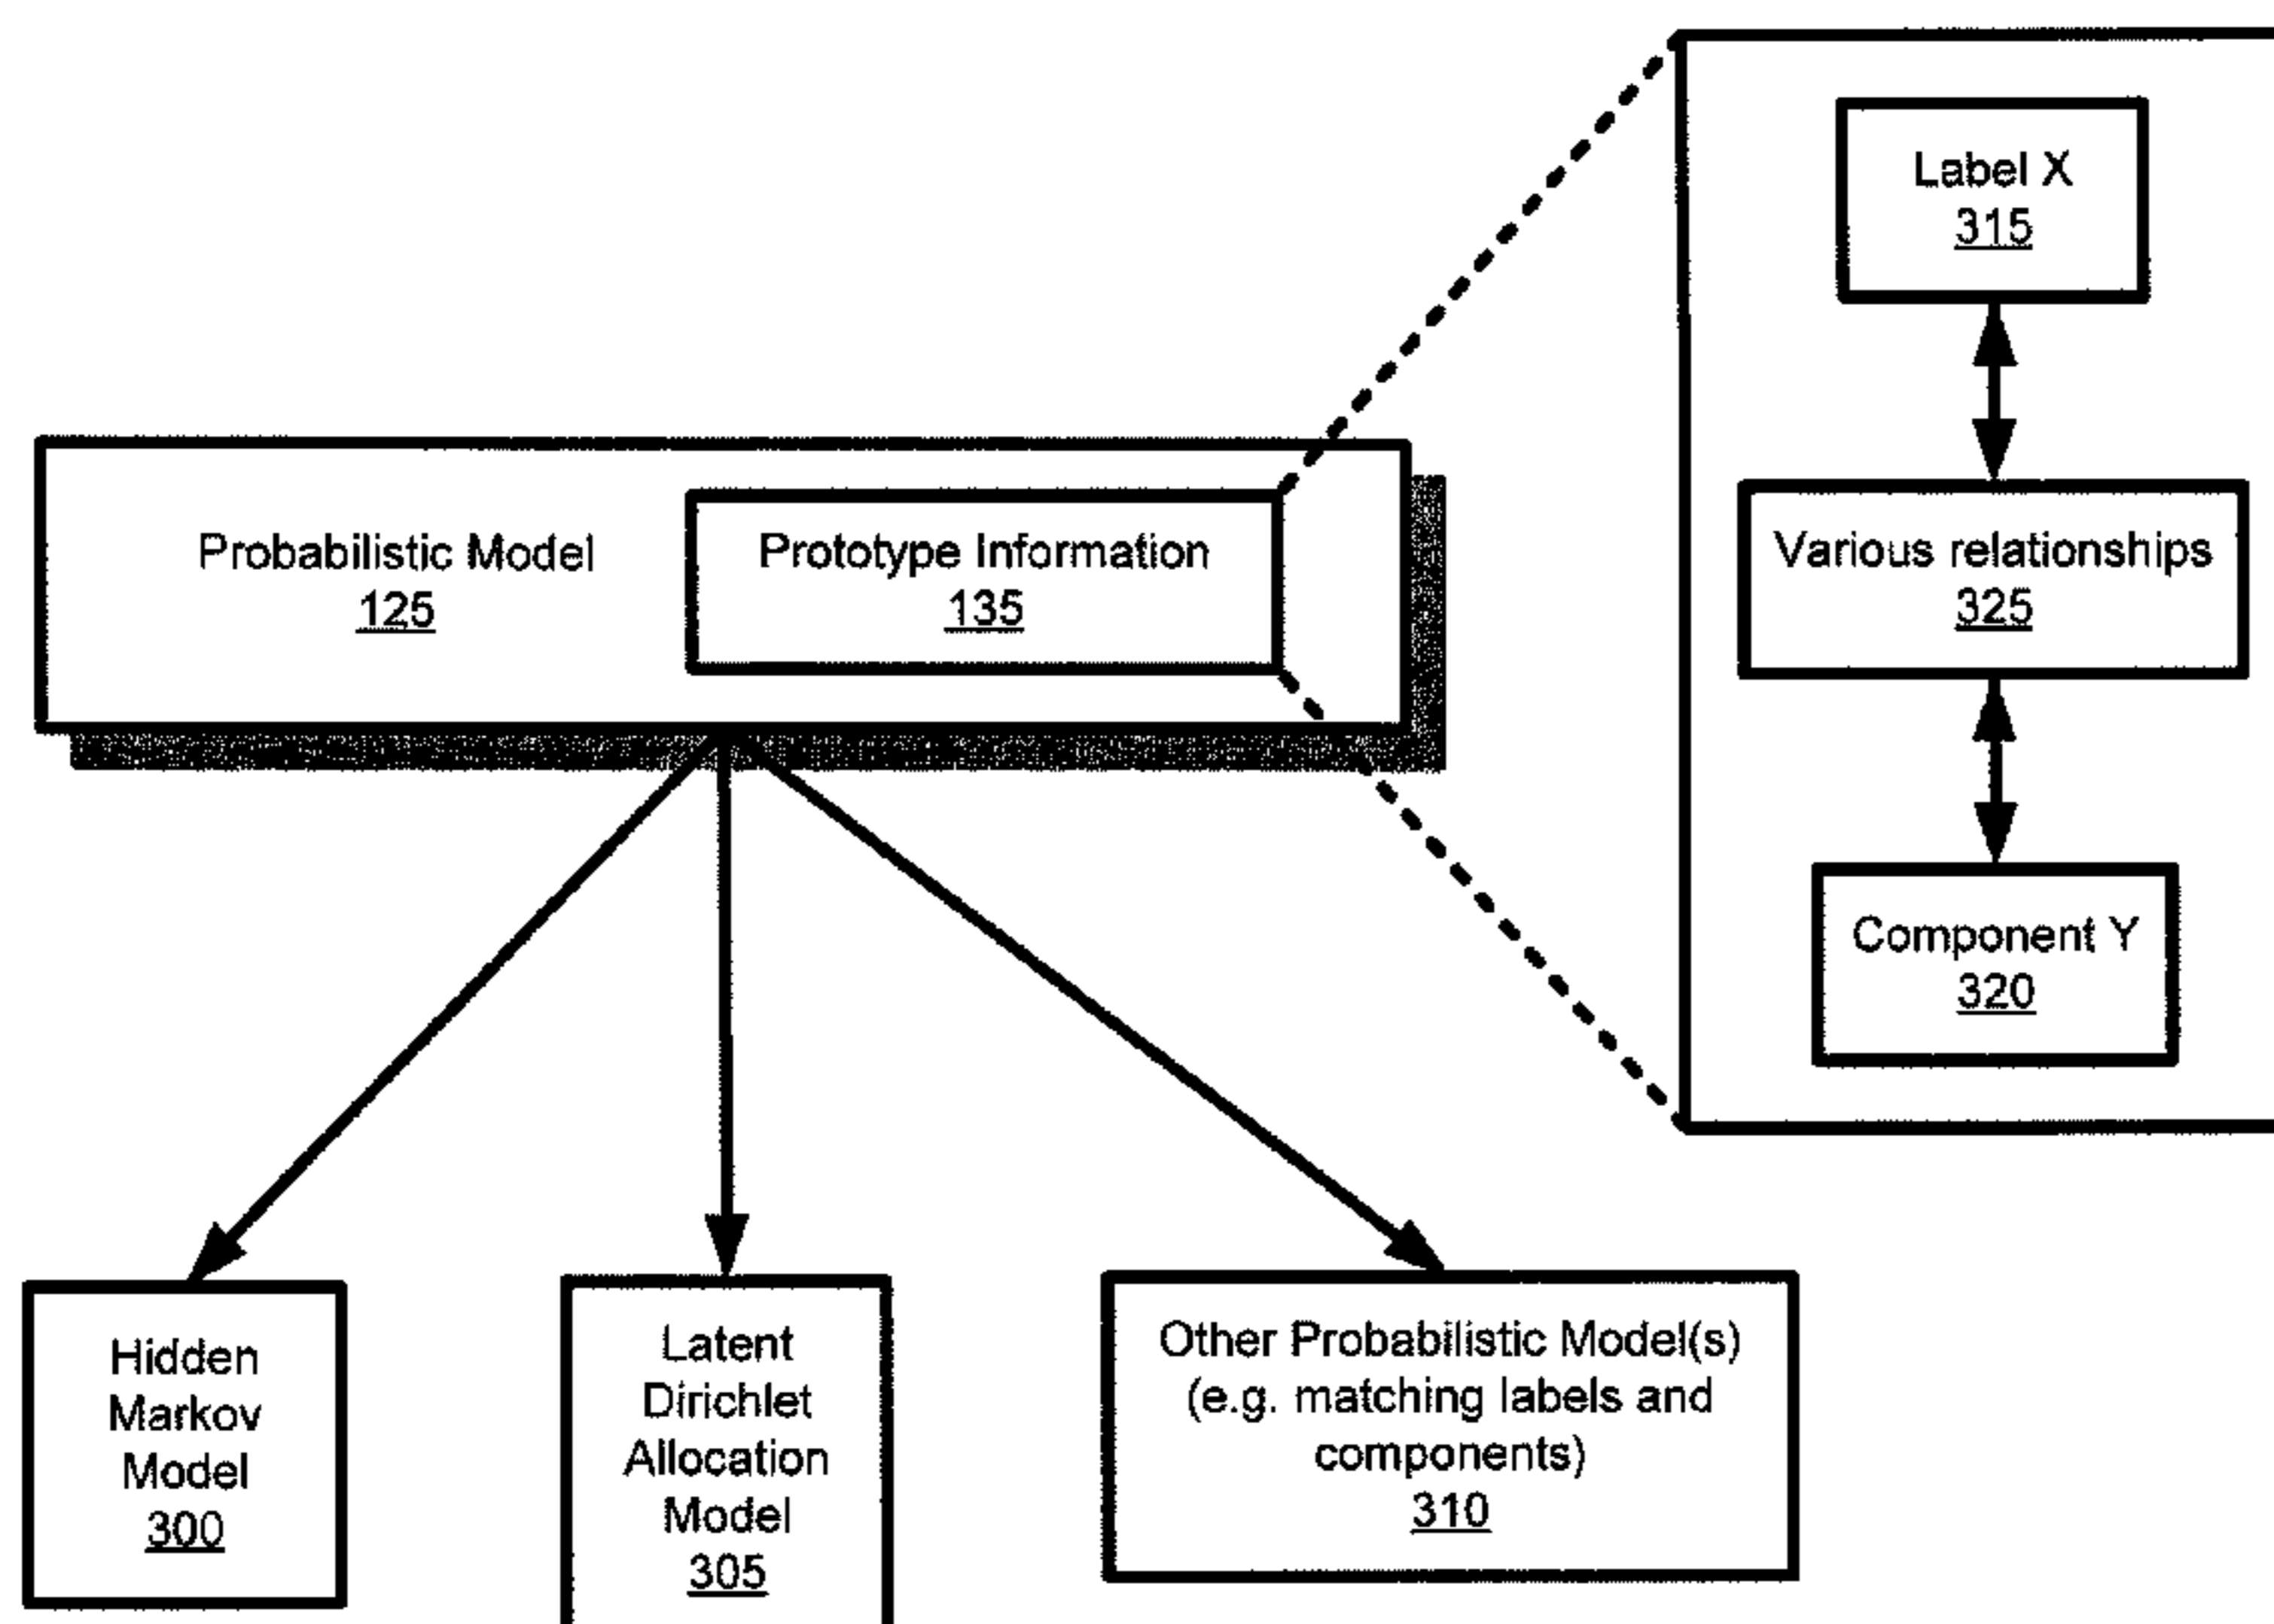 Label X
315
Various relationships
325
Component Y
320
Probabilistic Model
125
Prototype Information
135
Hidden
Markov
Model
300
Latent
Dirichlet
Allocation
Model
305
Other Probabilistic Model(s)
(e.g. matching labels and
components)
310